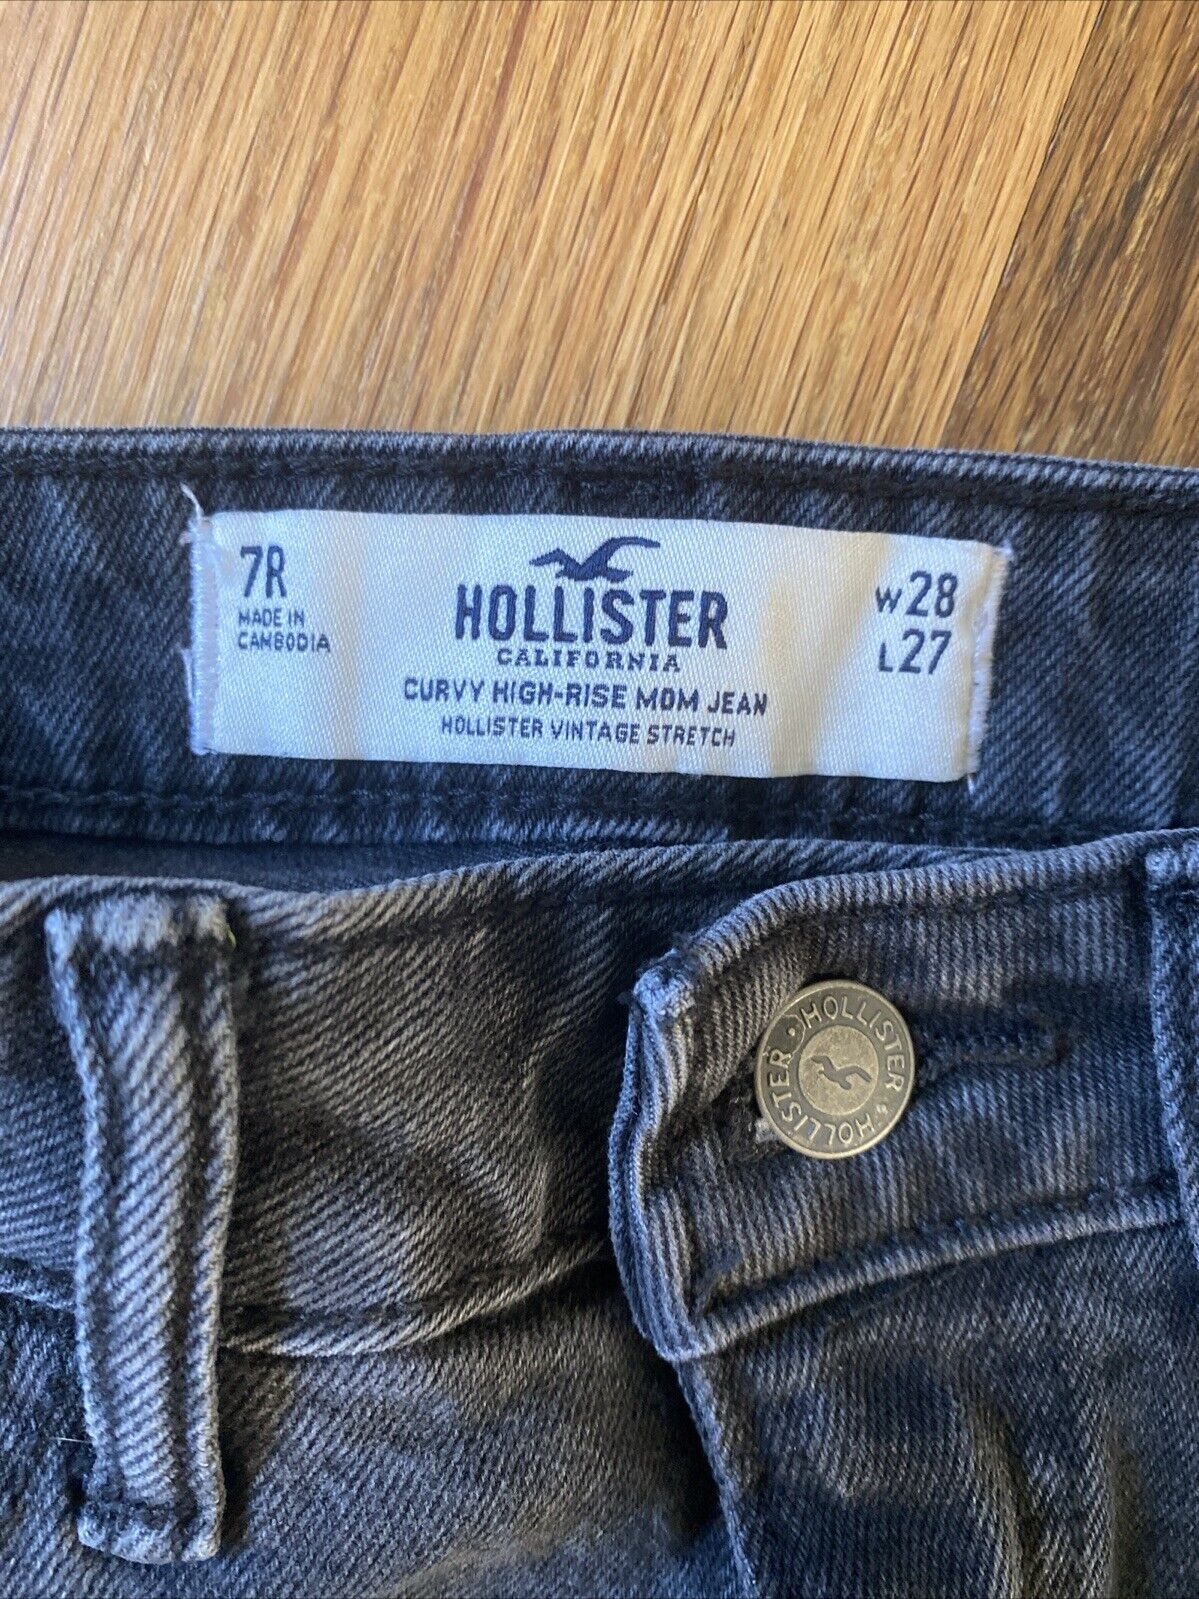 7R
MADE IN
CAMBODIA
HOLLISTER
CALIFORNIA
CURVY HIGH-RISE MOM JEAN
HOLLISTER VINTAGE STRETCH
W28
L27
HOLLISTER • HOLLISTER •